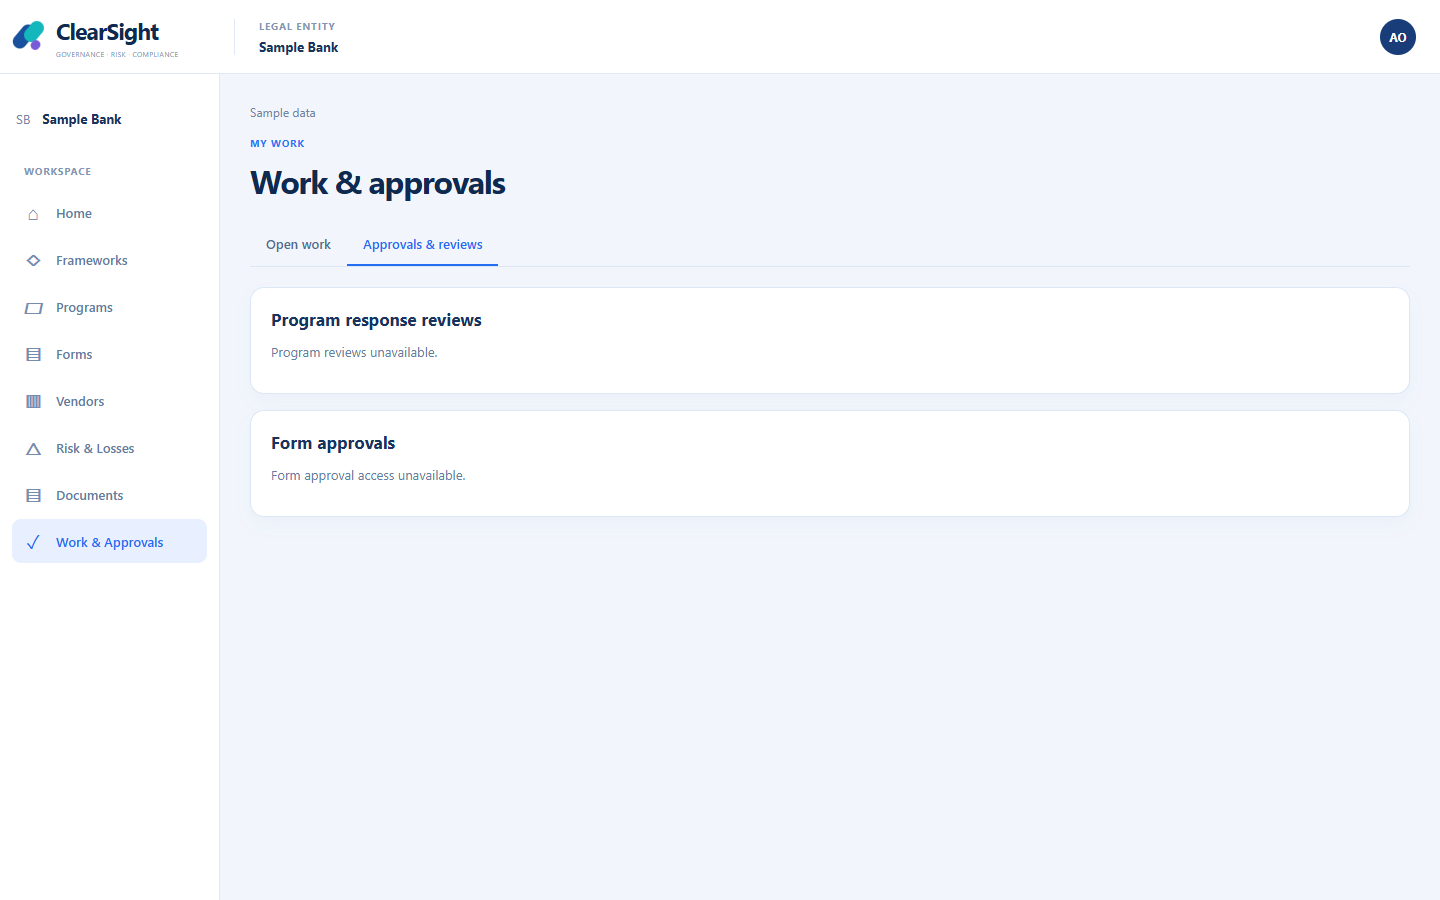 ClearSight
GOVERNANCE · RISK · COMPLIANCE
LEGAL ENTITY
Sample Bank
AO
SB Sample Bank
WORKSPACE
Home
Frameworks
Programs
Forms
Vendors
Risk & Losses
Documents
Work & Approvals
Sample data
MY WORK
Work & approvals
Open work
Approvals & reviews
Program response reviews
Program reviews unavailable.
Form approvals
Form approval access unavailable.